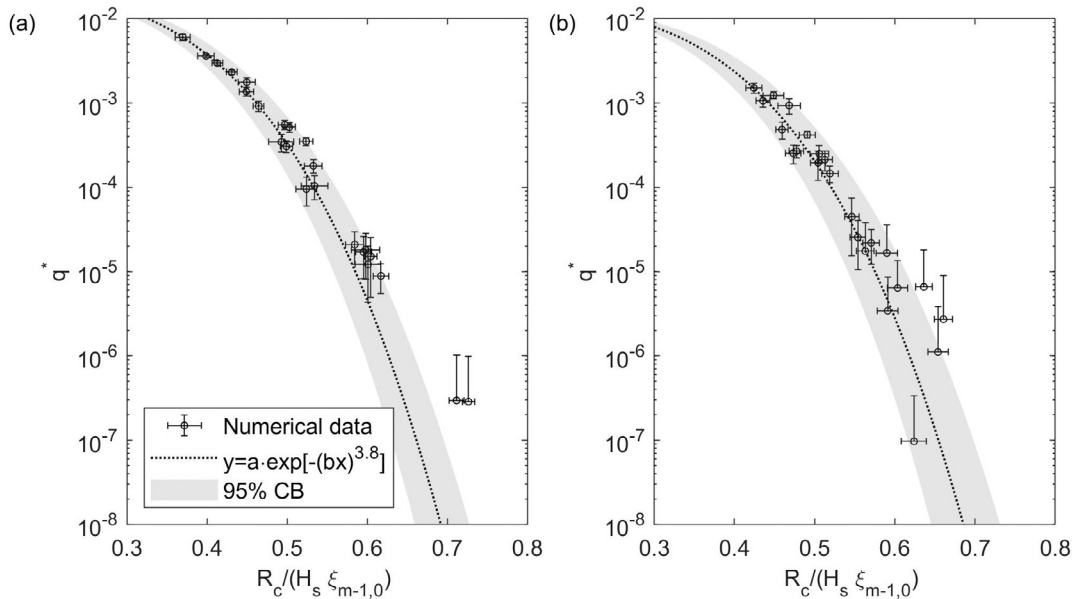 (a)
10^-2
10^-3
10^-4
10^-5
10^-6
10^-7
10^-8
q*
Numerical data
y=a·exp[-(bx)^3.8]
95% CB
0.3 0.4 0.5 0.6 0.7 0.8
R_c/(H_s ξ_m-1,0)
(b)
10^-2
10^-3
10^-4
10^-5
10^-6
10^-7
10^-8
q*
0.3 0.4 0.5 0.6 0.7 0.8
R_c/(H_s ξ_m-1,0)